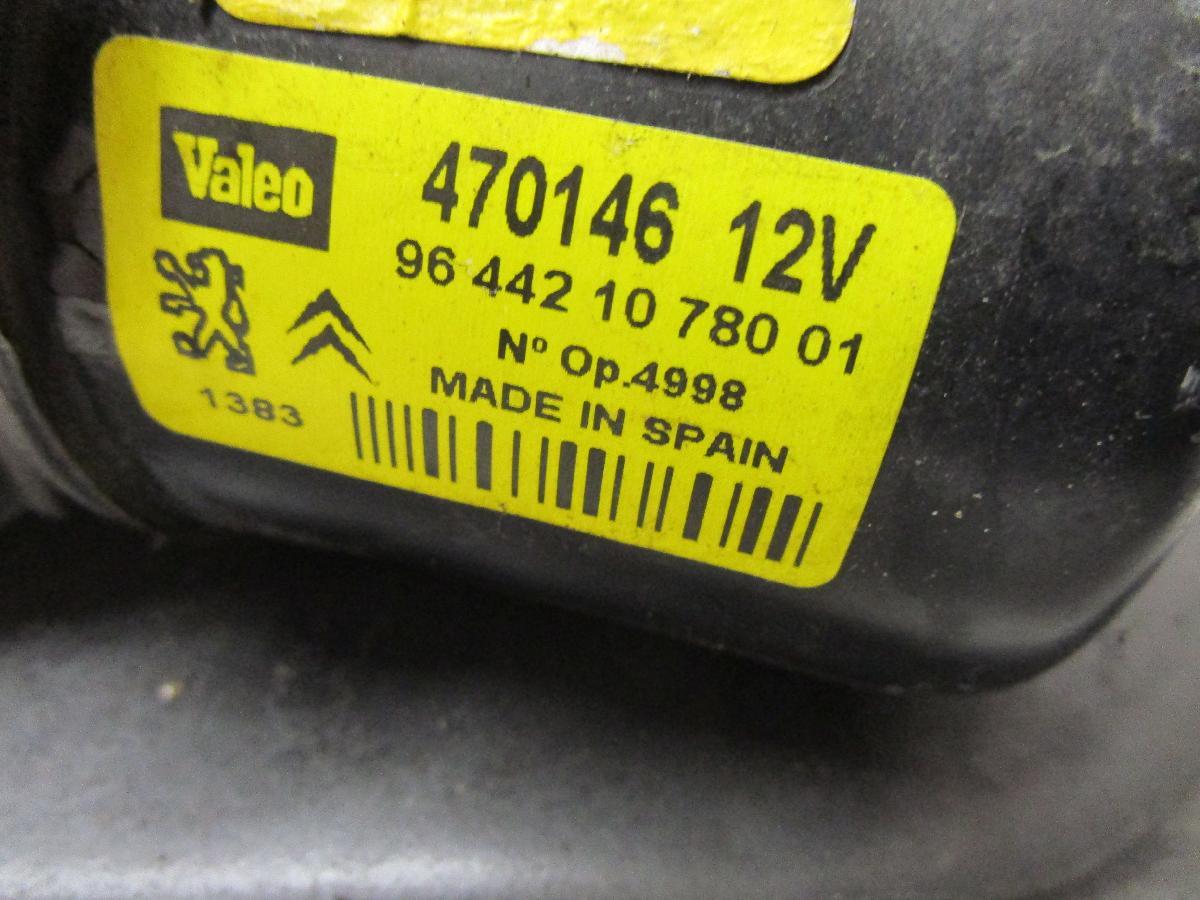 Valeo
470146 12V
96 442 10 780 01
Nº Op.4998
MADE IN SPAIN
1383